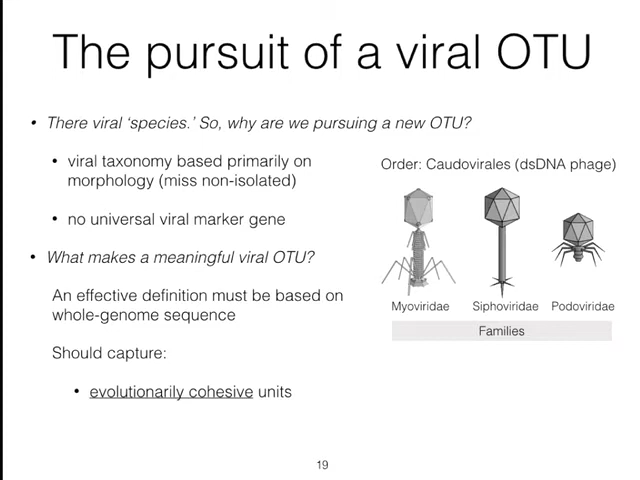 The pursuit of a viral OTU
• There viral ‘species.’ So, why are we pursuing a new OTU?
• viral taxonomy based primarily on
morphology (miss non-isolated)
• no universal viral marker gene
• What makes a meaningful viral OTU?
An effective definition must be based on
whole-genome sequence
Should capture:
• evolutionarily cohesive units
Order: Caudovirales (dsDNA phage)
Myoviridae Siphoviridae Podoviridae
Families
19